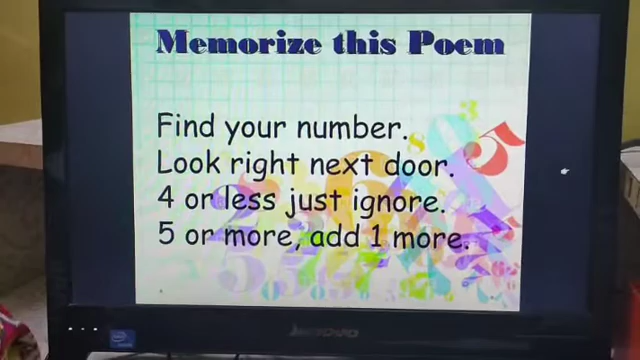 Memorize this Poem
Find your number.
Look right next door.
4 or less just ignore.
5 or more, add 1 more.
lenovo